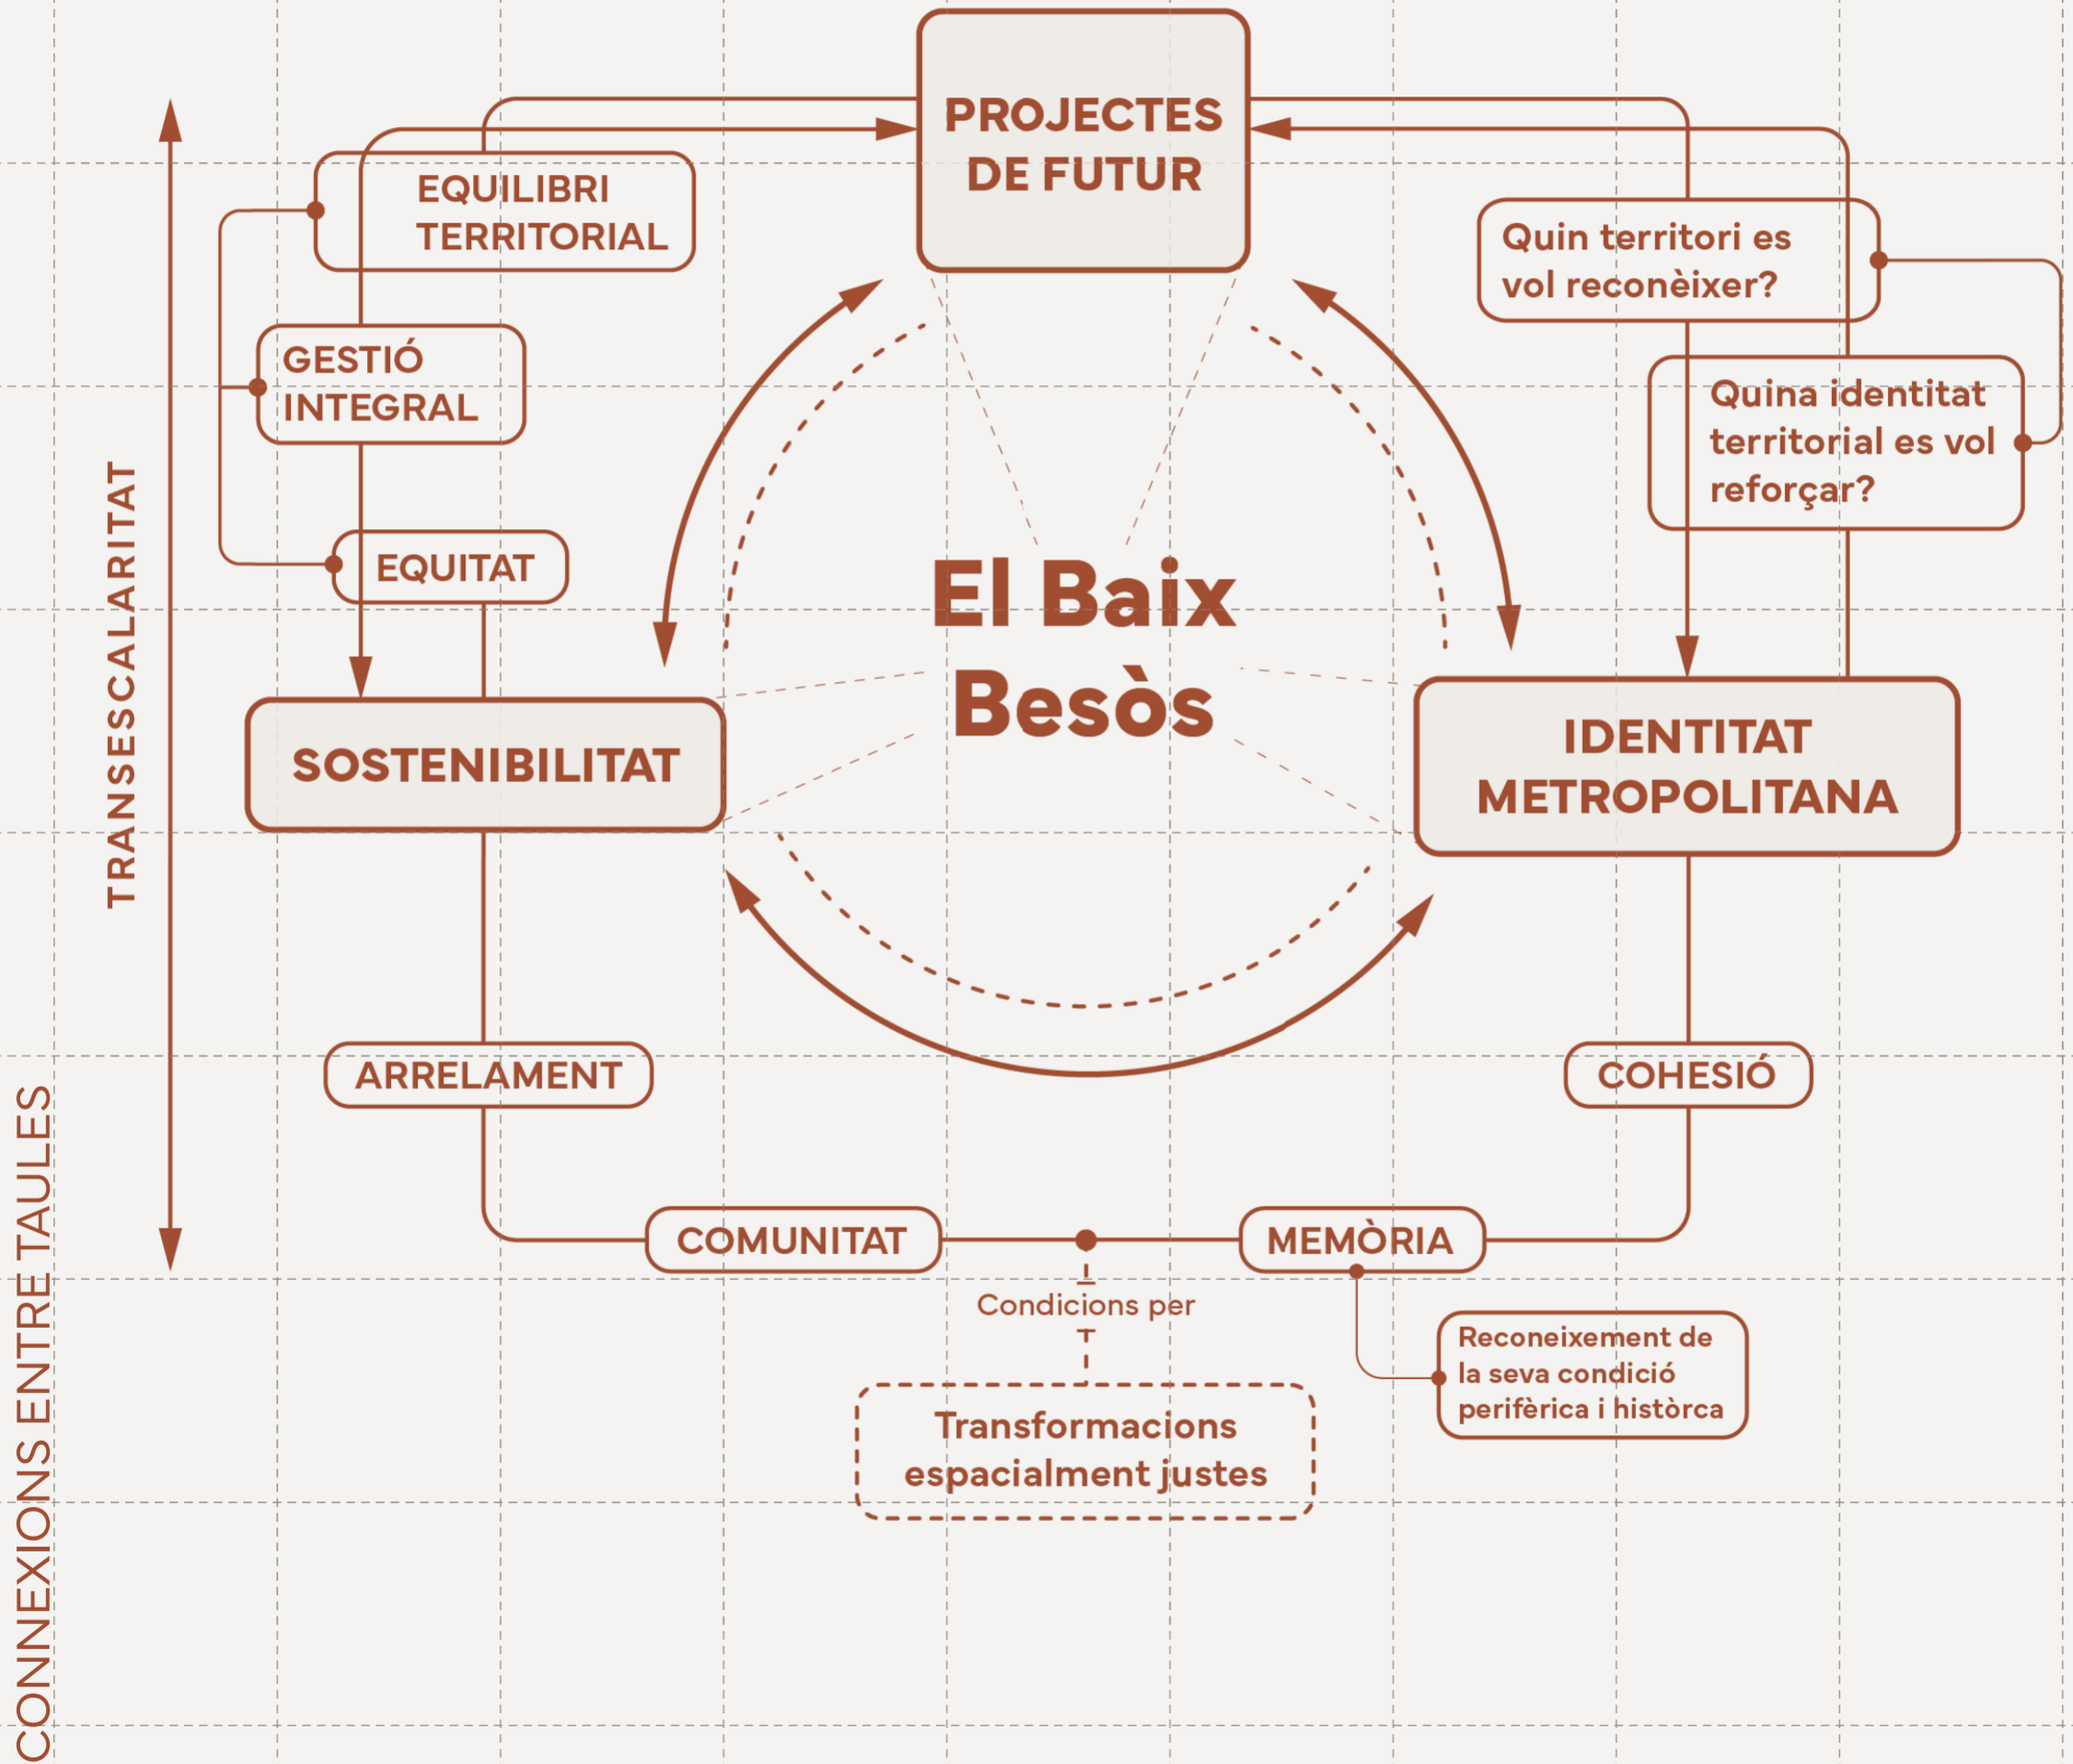 PROJECTES
DE FUTUR
EQUILIBRI
TERRITORIAL
GESTIÓ
INTEGRAL
EQUITAT
Quin territori es
vol reconèixer?
Quina identitat
territorial es vol
reforçar?
El Baix
Besòs
SOSTENIBILITAT
IDENTITAT
METROPOLITANA
TRANSESCALARITAT
ARRELAMENT
COHESIÓ
COMUNITAT
MEMÒRIA
Condicions per
Reconeixement de
la seva condició
perifèrica i històrca
Transformacions
espacialment justes
CONNEXIONS ENTRE TAULES